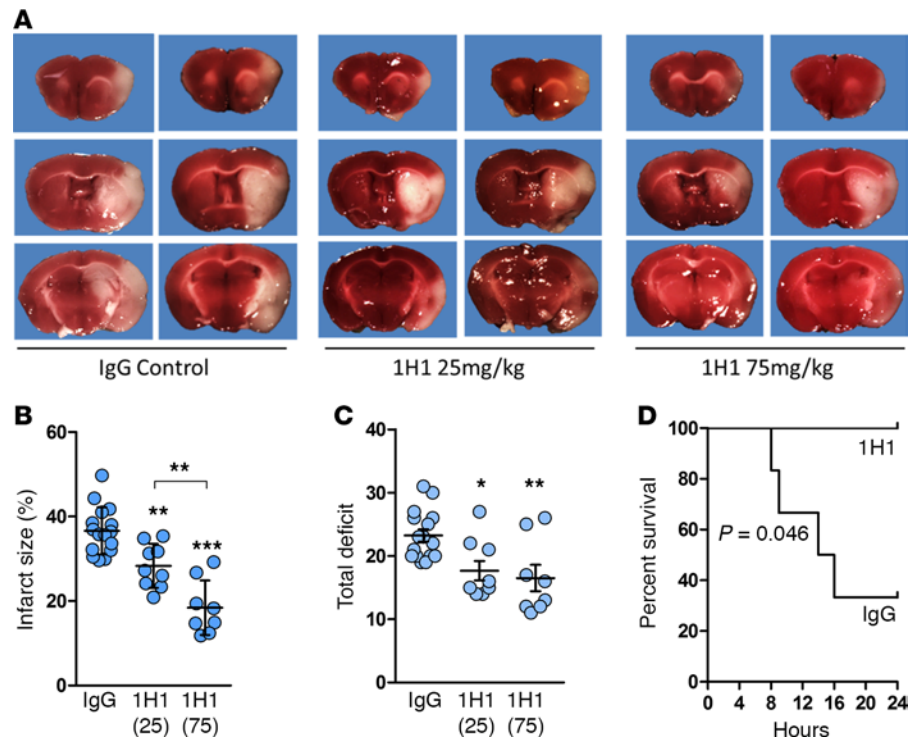 A
IgG Control
1H1 25mg/kg
1H1 75mg/kg
B
Infarct size (%)
60
40
20
0
**
**
***
IgG
1H1
(25)
1H1
(75)
C
Total deficit
40
30
20
10
0
*
**
IgG
1H1
(25)
1H1
(75)
D
Percent survival
100
80
60
40
20
0
1H1
P = 0.046
IgG
0
4
8
12
16
20
24
Hours